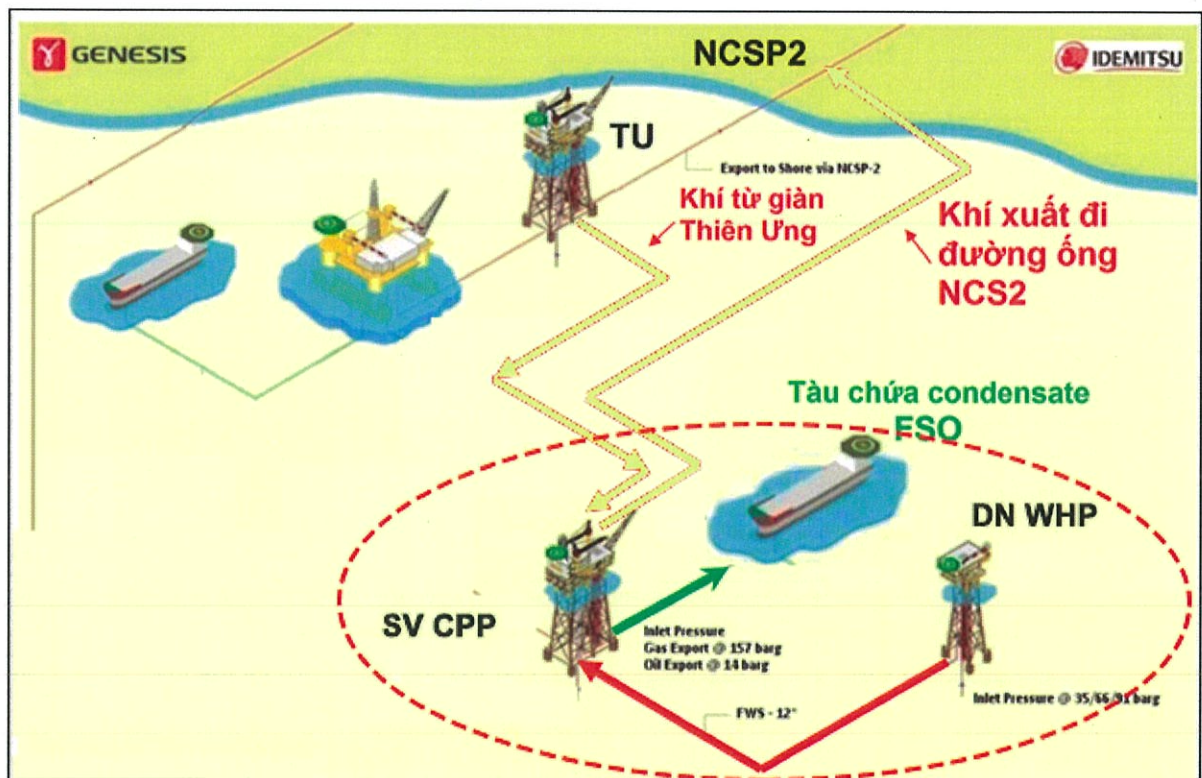 GENESIS
NCSP2
IDEMITSU
TU
Export to Shore via NCSP-2
Khí từ giàn
Thiên Ưng
Khí xuất đi
đường ống
NCS2
Tàu chứa condensate
FSO
DN WHP
SV CPP
Inlet Pressure
Gas Export @ 157 barg
Oil Export @ 14 barg
Inlet Pressure @ 35/66/91 barg
FWS - 12"